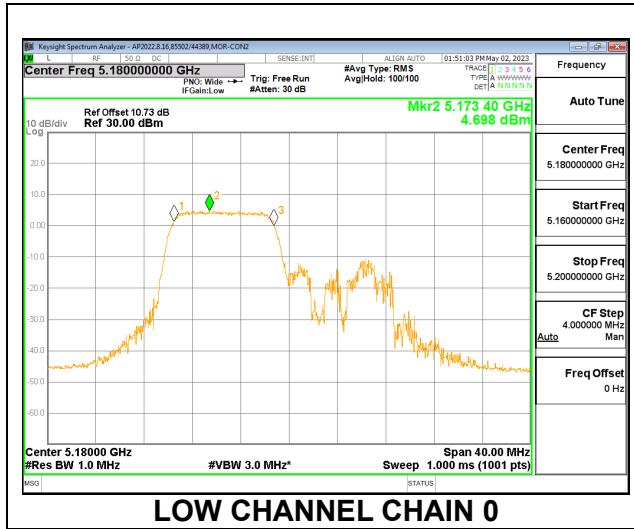 Keysight Spectrum Analyzer - AP2022.8.16,85502/44389,MOR-CON2
L RF 50 Ω DC SENSE:INT ALIGN AUTO 01:51:03 PM May 02, 2023
Center Freq 5.180000000 GHz
#Avg Type: RMS
TRACE 1 2 3 4 5 6
PNO: Wide
Trig: Free Run
Avg|Hold: 100/100
TYPE A WWWWW
IFGain:Low
#Atten: 30 dB
DET A N N N N N
Mkr2 5.173 40 GHz
4.698 dBm
Ref Offset 10.73 dB
10 dB/div Ref 30.00 dBm
Log
20.0
10.0
0.00
-10.0
-20.0
-30.0
-40.0
-50.0
-60.0
1
2
3
Center 5.18000 GHz
Span 40.00 MHz
#Res BW 1.0 MHz
#VBW 3.0 MHz*
Sweep 1.000 ms (1001 pts)
MSG
STATUS
Frequency
Auto Tune
Center Freq
5.180000000 GHz
Start Freq
5.160000000 GHz
Stop Freq
5.200000000 GHz
CF Step
4.000000 MHz
Auto Man
Freq Offset
0 Hz
LOW CHANNEL CHAIN 0